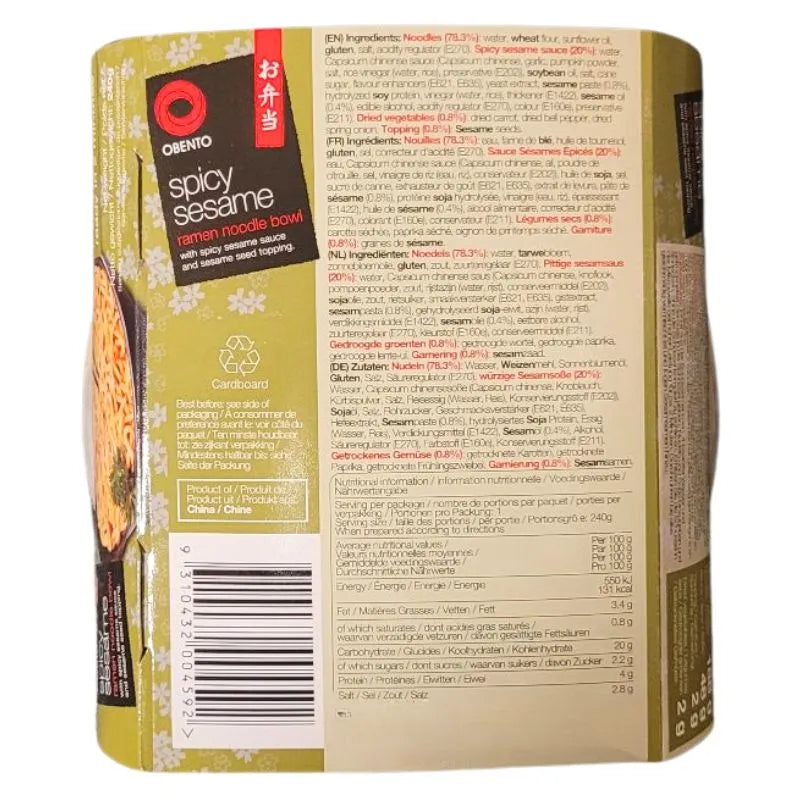 お弁当
OBENTO
spicy
sesame
ramen noodle bowl
with spicy sesame sauce
and sesame seed topping.
Cardboard
Best before: see side of
packaging / A consommer de
préférence avant le: voir côté du
paquet / Ten minste houdbaar
tot: zie zijkant verpakking /
Mindestens haltbar bis siehe
Seite der Packung
Product of / Produit de
Product uit / Produkt aus:
China / Chine
9 310432 004592 >
(EN) Ingredients: Noodles (78.3%): water, wheat flour, sunflower oil,
gluten, salt, acidity regulator (E270). Spicy sesame sauce (20%): water,
Capsicum chinense sauce (Capsicum chinense, garlic, pumpkin powder,
salt, rice vinegar (water, rice), preservative (E202), soybean oil, salt, cane
sugar, flavour enhancers (E621, E635), yeast extract, sesame paste (0.8%),
hydrolyzed soy protein, vinegar (water, rice), thickener (E1422), sesame oil
(0.4%), edible alcohol, acidity regulator (E270), colour (E160e), preservative
(E211). Dried vegetables (0.8%): dried carrot, dried bell pepper, dried
spring onion. Topping (0.8%): Sesame seeds.
(FR) Ingrédients: Nouilles (78.3%): eau, farine de blé, huile de tournesol,
gluten, sel, correcteur d'acidité (E270). Sauce Sésames Épicés (20%):
eau, Capsicum chinense sauce (Capsicum chinense, ail, poudre de
citrouille, sel, vinaigre de riz (eau, riz), conservateur (E202), huile de soja, sel,
sucre de canne, exhausteur de goût (E621, E635), extrait de levure, pâte de
sésame (0.8%), protéine soja hydrolysée, vinaigre (eau, riz), épaississant
(E1422), huile de sésame (0.4%), alcool alimentaire, correcteur d'acidité
(E270), colorant (E160e), conservateur (E211). Légumes secs (0.8%):
carotte séchée, paprika séché, oignon de printemps séché. Garniture
(0.8%): graines de sésame.
(NL) Ingrediënten: Noedels (78.3%): water, tarwebloem,
zonnebloemolie, gluten, zout, zuurteregelaar (E270). Pittige sesamsaus
(20%): water, Capsicum chinense saus (Capsicum chinense, knoflook,
pompoenpoeder, zout, rijstazijn (water, rijst), conserveermiddel (E202),
sojaolie, zout, rietsuiker, smaakversterker (E621, E635), gistextract,
sesampasta (0.8%), gehydrolyseerd soja-eiwit, azijn (water, rijst),
verdikkingsmiddel (E1422), sesamolie (0.4%), eetbare alcohol,
zuurteregelaar (E270), kleurstof (E160e), conserveermiddel (E211).
Gedroogde groenten (0.8%): gedroogde wortel, gedroogde paprika,
gedroogde lente-ui. Garnering (0.8%): sesamzaad.
(DE) Zutaten: Nudeln (78.3%): Wasser, Weizenmehl, Sonnenblumenöl,
Gluten, Salz, Säureregulator (E270), würzige Samesoße (20%):
Wasser, Capsicum chinensesoße (Capsicum chinense, Knoblauch,
Kürbispulver, Salz, Reisessig (Wasser, Reis), Konservierungsstoff (E202),
Sojaöl, Salz, Rohrzucker, Geschmacksverstärker (E621, E635),
Hefeextrakt, Sesampaste (0.8%), hydrolysiertes Soja Protein, Essig
(Wasser, Reis), Verdickungsmittel (E1422), Sesamöl (0.4%), Alkohol,
Säureregulator (E270), Farbstoff (E160e), Konservierungsstoff (E211).
Getrocknetes Gemüse (0.8%): getrocknete Karotten, getrocknete
Paprika, getrocknete Frühlingszwiebel. Garnierung (0.8%): Sesamsamen.
Nutritional information / information nutritionnelle / Voedingswaarde /
Nährwertangabe
Serving per package / nombre de portions par paquet / porties per
verpakking / Portionen pro Packung: 1
Serving size / taille des portions / per portie / Portionsgröße: 240g
When prepared according to directions
Average nutritional values / Per 100 g
Valeurs nutritionnelles moyennes / Par 100 g
Gemiddelde voedingswaarde / Per 100 g
Durchschnittliche Nährwerte Pro 100 g
Energy / Énergie / Energie / Energie 550 kJ
131 kcal
Fat / Matières Grasses / Vetten / Fett 3.4 g
of which saturates / dont acides gras saturés / 0.8 g
waarvan verzadigde vetzuren / davon gesättigte Fettsäuren
Carbohydrate / Glucides / Koolhydraten / Kohlenhydrate 20 g
of which sugars / dont sucres / waarvan suikers / davon Zucker 2.2 g
Protein / Protéines / Eiwitten / Eiwei 4 g
Salt / Sel / Zout / Salz 2.8 g
spicy
sesame
ramen noodle bowl